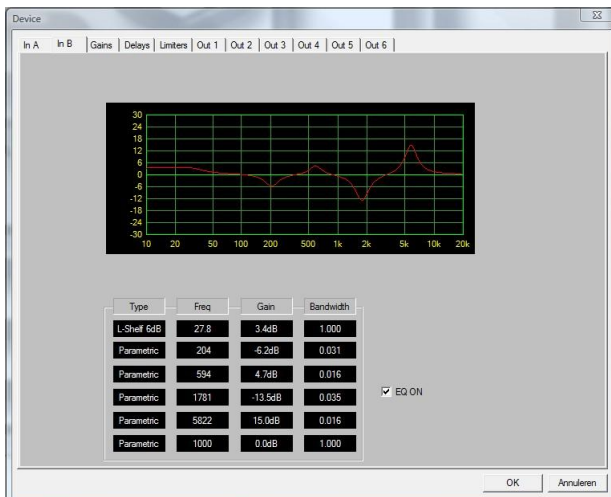 Device
In A In B Gains Delays Limiters Out 1 Out 2 Out 3 Out 4 Out 5 Out 6
30
24
18
12
6
0
-6
-12
-18
-24
-30
10 20 50 100 200 500 1k 2k 5k 10k 20k
Type Freq Gain Bandwidth
L-Shelf 6dB 27.8 3.4dB 1.000
Parametric 204 -6.2dB 0.031
Parametric 594 4.7dB 0.016
Parametric 1781 -13.5dB 0.035
EQ ON
Parametric 5822 15.0dB 0.016
Parametric 1000 0.0dB 1.000
OK Annuleren